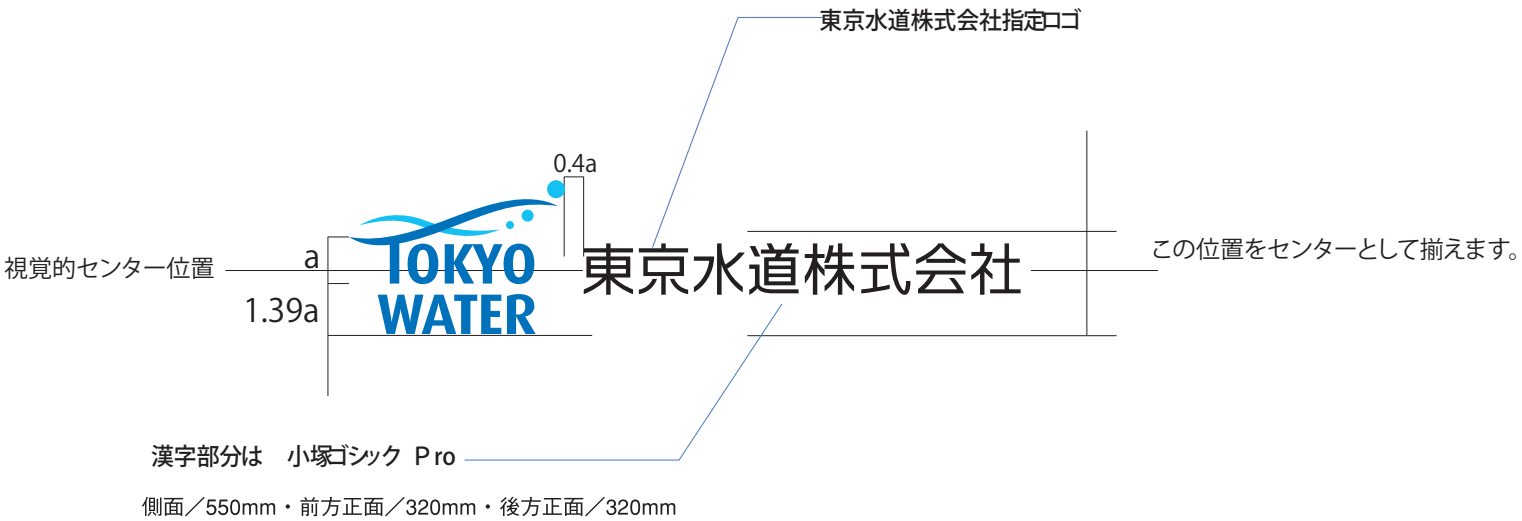 東京水道株式会社指定ロゴ
0.4a
視覚的センター位置
a
1.39a
TOKYO
WATER
東京水道株式会社
この位置をセンターとして揃えます。
漢字部分は 小塚ゴシック Pro
側面／550mm・前方正面／320mm・後方正面／320mm